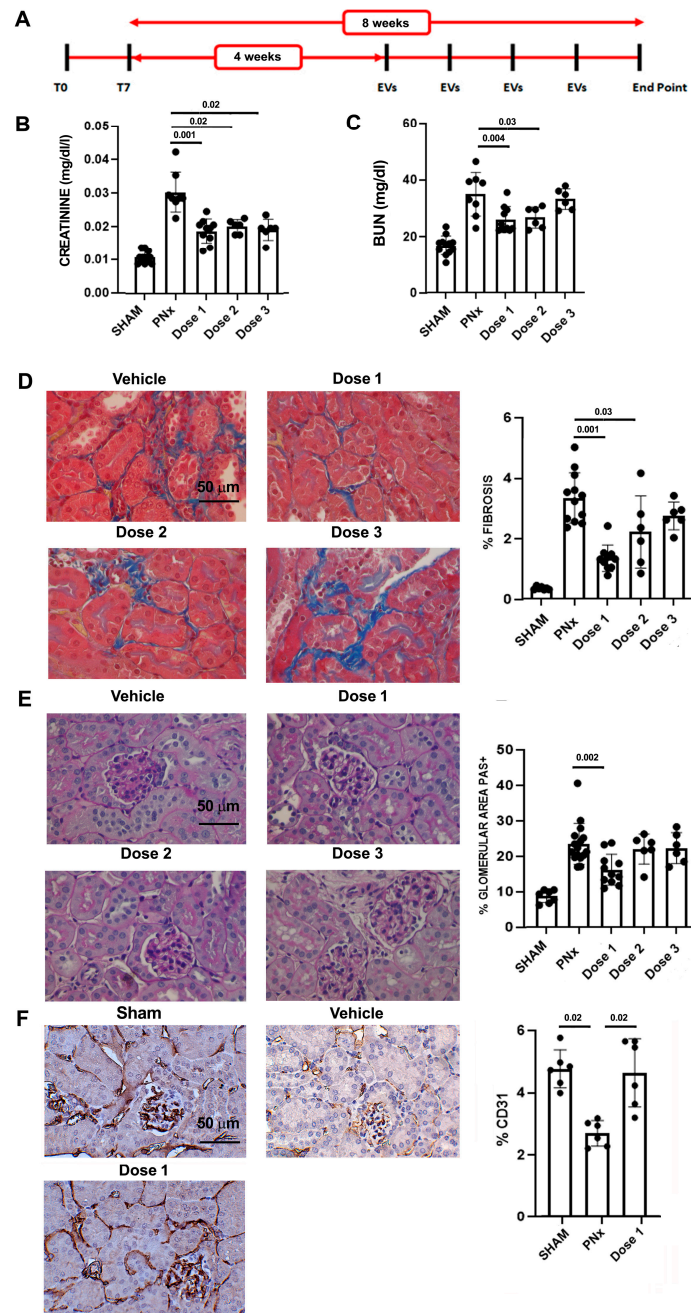 A
8 weeks
4 weeks
T0 T7 EVs EVs EVs EVs End Point
B
CREATININE (mg/dl/l)
0.05
0.04
0.03
0.02
0.01
0.00
0.02
0.02
0.001
SHAM PNx Dose 1 Dose 2 Dose 3
C
BUN (mg/dl)
60
40
20
0
0.03
0.004
SHAM PNx Dose 1 Dose 2 Dose 3
D
Vehicle Dose 1
50 µm
Dose 2 Dose 3
% FIBROSIS
6
4
2
0
0.03
0.001
SHAM PNx Dose 1 Dose 2 Dose 3
E
Vehicle Dose 1
50 µm
Dose 2 Dose 3
% GLOMERULAR AREA PAS+
50
40
30
20
10
0
0.002
SHAM PNx Dose 1 Dose 2 Dose 3
F
Sham Vehicle
50 µm
Dose 1
% CD31
6
4
2
0
0.02 0.02
SHAM PNx Dose 1